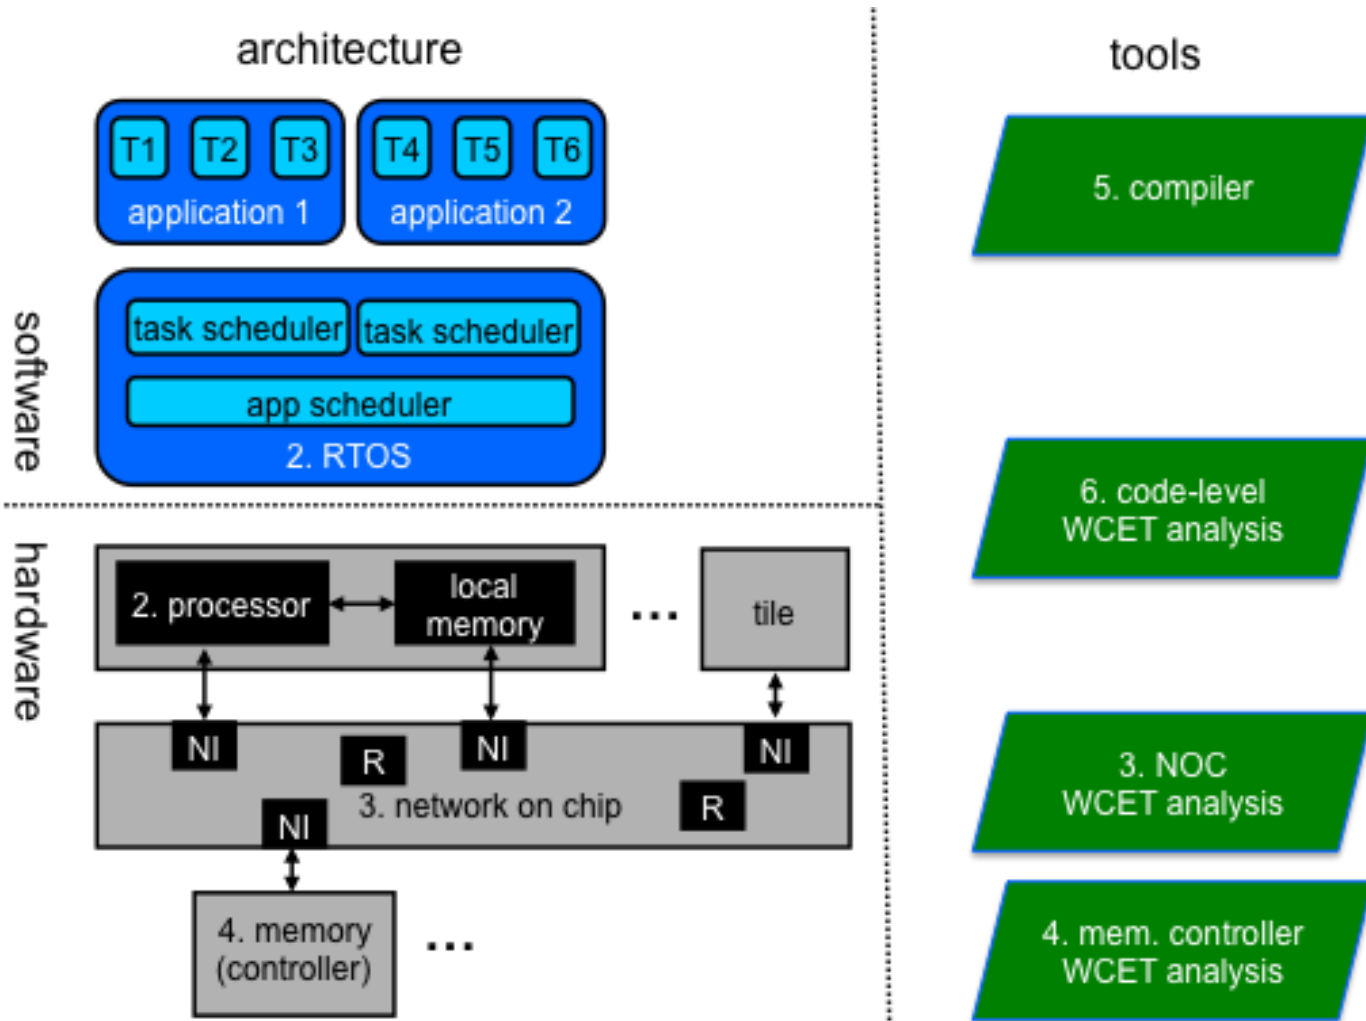 architecture
tools
T1 T2 T3
application 1
T4 T5 T6
application 2
5. compiler
software
task scheduler
task scheduler
app scheduler
2. RTOS
6. code-level
WCET analysis
hardware
2. processor
local
memory
...
tile
NI
R
NI
NI
3. network on chip
R
NI
3. NOC
WCET analysis
4. memory
(controller)
...
4. mem. controller
WCET analysis